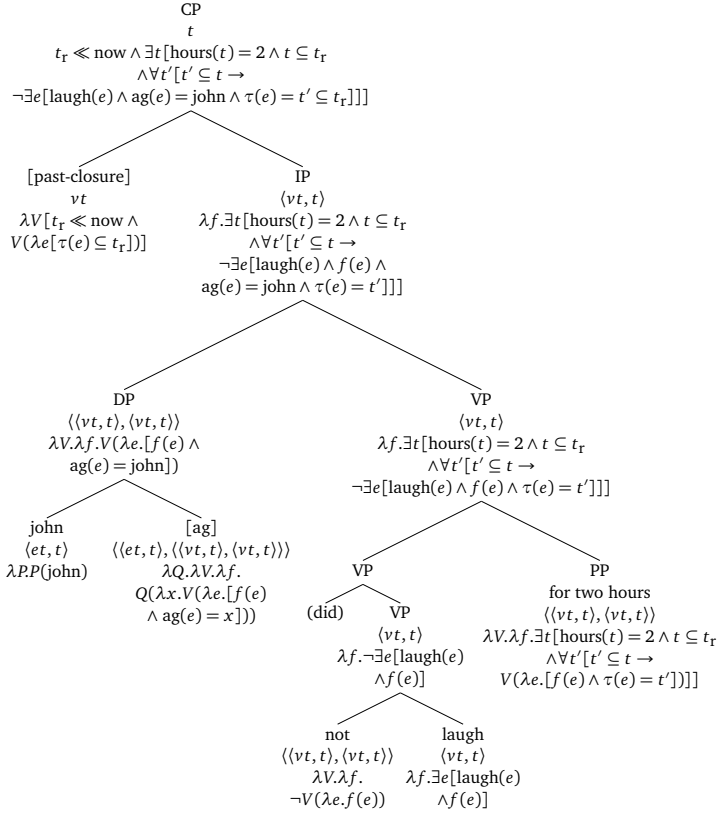 CP
t
t_r ≪ now ∧ ∃t[hours(t) = 2 ∧ t ⊆ t_r
∧∀t′[t′ ⊆ t →
¬∃e[laugh(e) ∧ ag(e) = john ∧ τ(e) = t′ ⊆ t_r]]]
[past-closure]
vt
λV[t_r ≪ now ∧
V(λe[τ(e) ⊆ t_r])]
IP
⟨vt, t⟩
λf.∃t[hours(t) = 2 ∧ t ⊆ t_r
∧∀t′[t′ ⊆ t →
¬∃e[laugh(e) ∧ f(e) ∧
ag(e) = john ∧ τ(e) = t′]]]
DP
⟨⟨vt, t⟩, ⟨vt, t⟩⟩
λV.λf.V(λe.[f(e) ∧
ag(e) = john])
VP
⟨vt, t⟩
λf.∃t[hours(t) = 2 ∧ t ⊆ t_r
∧∀t′[t′ ⊆ t →
¬∃e[laugh(e) ∧ f(e) ∧ τ(e) = t′]]]
john
⟨et, t⟩
λP.P(john)
[ag]
⟨⟨et, t⟩, ⟨⟨vt, t⟩, ⟨vt, t⟩⟩⟩
λQ.λV.λf.
Q(λx.V(λe.[f(e)
∧ ag(e) = x]))
VP
(did)
VP
⟨vt, t⟩
λf.¬∃e[laugh(e)
∧f(e)]
PP
for two hours
⟨⟨vt, t⟩, ⟨vt, t⟩⟩
λV.λf.∃t[hours(t) = 2 ∧ t ⊆ t_r
∧∀t′[t′ ⊆ t →
V(λe.[f(e) ∧ τ(e) = t′])]]
not
⟨⟨vt, t⟩, ⟨vt, t⟩⟩
λV.λf.
¬V(λe.f(e))
laugh
⟨vt, t⟩
λf.∃e[laugh(e)
∧f(e)]